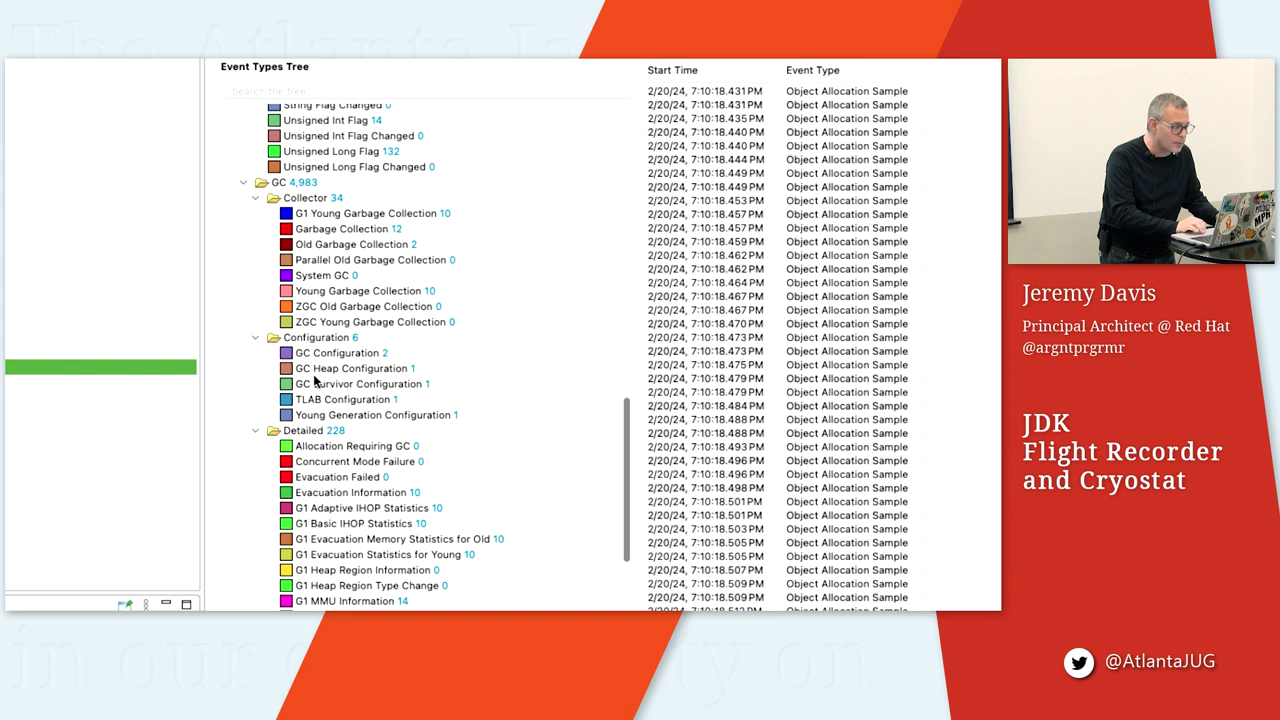 The Atlanta Ja
Event Types Tree
Search the tree
String Flag Changed 0
Unsigned Int Flag 14
Unsigned Int Flag Changed 0
Unsigned Long Flag 132
Unsigned Long Flag Changed 0
GC 4,983
Collector 34
G1 Young Garbage Collection 10
Garbage Collection 12
Old Garbage Collection 2
Parallel Old Garbage Collection 0
System GC 0
Young Garbage Collection 10
ZGC Old Garbage Collection 0
ZGC Young Garbage Collection 0
Configuration 6
GC Configuration 2
GC Heap Configuration 1
GC Survivor Configuration 1
TLAB Configuration 1
Young Generation Configuration 1
Detailed 228
Allocation Requiring GC 0
Concurrent Mode Failure 0
Evacuation Failed 0
Evacuation Information 10
G1 Adaptive IHOP Statistics 10
G1 Basic IHOP Statistics 10
G1 Evacuation Memory Statistics for Old 10
G1 Evacuation Statistics for Young 10
G1 Heap Region Information 0
G1 Heap Region Type Change 0
G1 MMU Information 14
Start Time Event Type
2/20/24, 7:10:18.431 PM Object Allocation Sample
2/20/24, 7:10:18.431 PM Object Allocation Sample
2/20/24, 7:10:18.435 PM Object Allocation Sample
2/20/24, 7:10:18.440 PM Object Allocation Sample
2/20/24, 7:10:18.440 PM Object Allocation Sample
2/20/24, 7:10:18.444 PM Object Allocation Sample
2/20/24, 7:10:18.449 PM Object Allocation Sample
2/20/24, 7:10:18.449 PM Object Allocation Sample
2/20/24, 7:10:18.453 PM Object Allocation Sample
2/20/24, 7:10:18.457 PM Object Allocation Sample
2/20/24, 7:10:18.457 PM Object Allocation Sample
2/20/24, 7:10:18.459 PM Object Allocation Sample
2/20/24, 7:10:18.462 PM Object Allocation Sample
2/20/24, 7:10:18.462 PM Object Allocation Sample
2/20/24, 7:10:18.464 PM Object Allocation Sample
2/20/24, 7:10:18.467 PM Object Allocation Sample
2/20/24, 7:10:18.467 PM Object Allocation Sample
2/20/24, 7:10:18.470 PM Object Allocation Sample
2/20/24, 7:10:18.473 PM Object Allocation Sample
2/20/24, 7:10:18.473 PM Object Allocation Sample
2/20/24, 7:10:18.475 PM Object Allocation Sample
2/20/24, 7:10:18.479 PM Object Allocation Sample
2/20/24, 7:10:18.479 PM Object Allocation Sample
2/20/24, 7:10:18.484 PM Object Allocation Sample
2/20/24, 7:10:18.488 PM Object Allocation Sample
2/20/24, 7:10:18.488 PM Object Allocation Sample
2/20/24, 7:10:18.493 PM Object Allocation Sample
2/20/24, 7:10:18.496 PM Object Allocation Sample
2/20/24, 7:10:18.496 PM Object Allocation Sample
2/20/24, 7:10:18.498 PM Object Allocation Sample
2/20/24, 7:10:18.501 PM Object Allocation Sample
2/20/24, 7:10:18.501 PM Object Allocation Sample
2/20/24, 7:10:18.503 PM Object Allocation Sample
2/20/24, 7:10:18.505 PM Object Allocation Sample
2/20/24, 7:10:18.505 PM Object Allocation Sample
2/20/24, 7:10:18.507 PM Object Allocation Sample
2/20/24, 7:10:18.509 PM Object Allocation Sample
2/20/24, 7:10:18.509 PM Object Allocation Sample
Object Allocation Sample
Jeremy Davis
Principal Architect @ Red Hat
@argntprgrmr
JDK
Flight Recorder
and Cryostat
@AtlantaJUG
in our
on